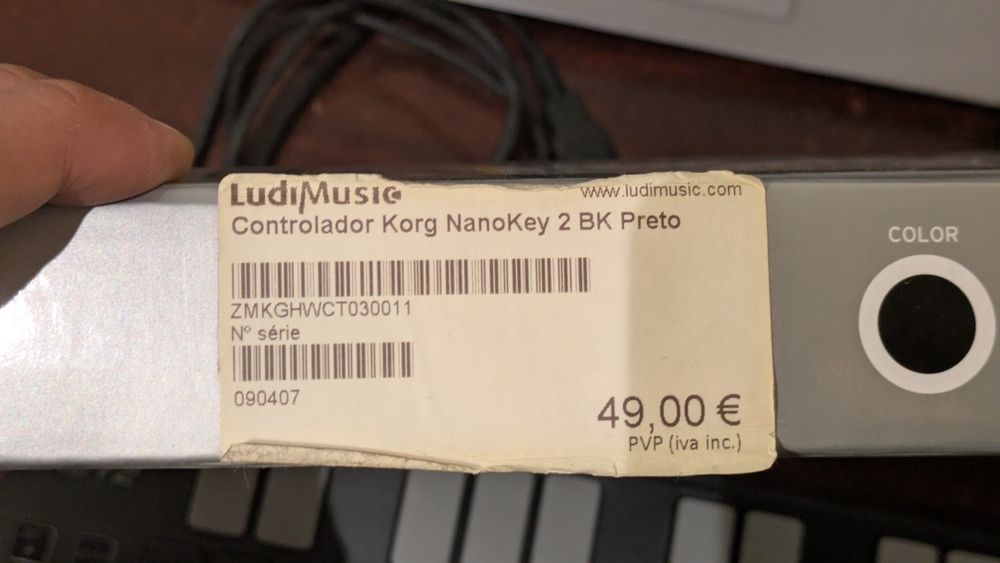 LudiMusic www.ludimusic.com
Controlador Korg NanoKey 2 BK Preto
ZMKGHWCT030011
Nº série
090407
49,00 €
PVP (iva inc.)
COLOR